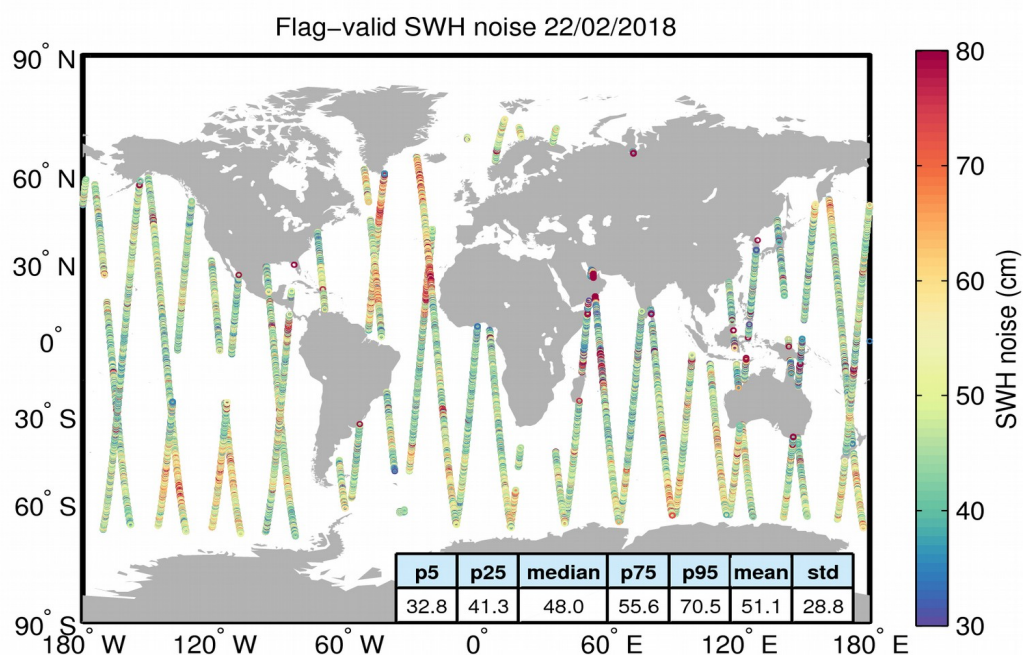 Flag−valid SWH noise 22/02/2018
90° N
60° N
30° N
0°
30° S
60° S
90° S
180° W
120° W
60° W
0°
60° E
120° E
180° E
p5 p25 median p75 p95 mean std
32.8 41.3 48.0 55.6 70.5 51.1 28.8
80
70
60
50
40
30
SWH noise (cm)